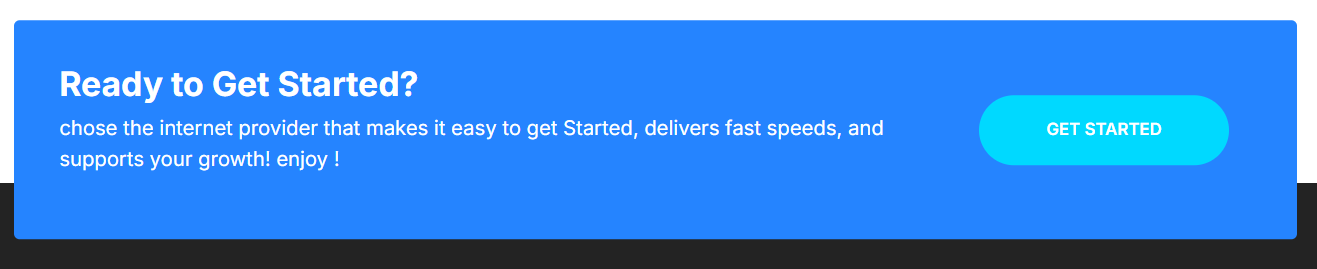 Ready to Get Started?
chose the internet provider that makes it easy to get Started, delivers fast speeds, and
supports your growth! enjoy !
GET STARTED